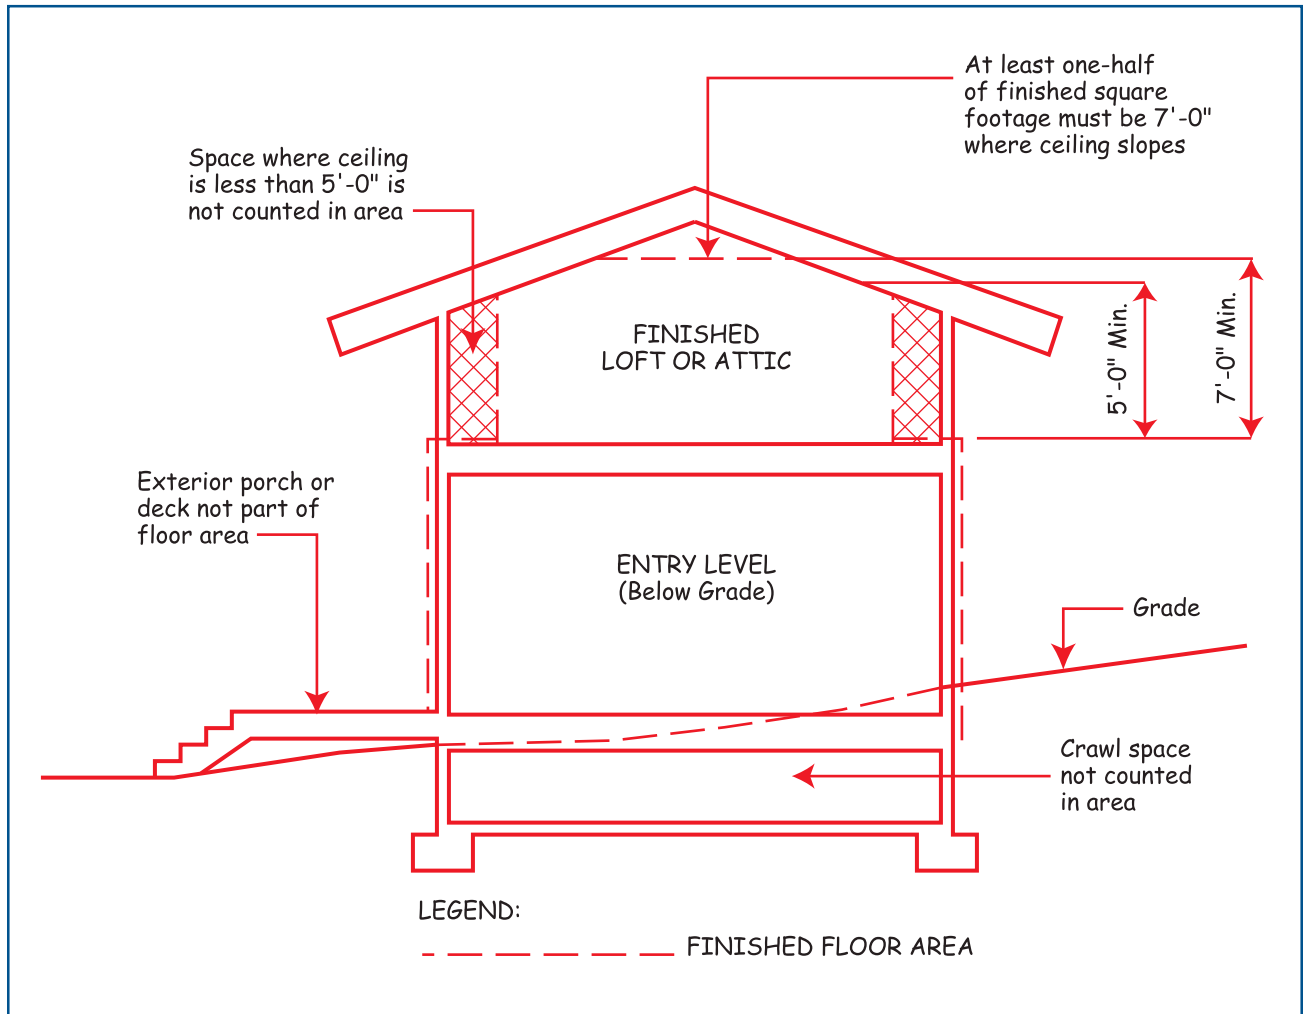 At least one-half
of finished square
footage must be 7'-0"
where ceiling slopes
Space where ceiling
is less than 5'-0" is
not counted in area
FINISHED
LOFT OR ATTIC
5'-0" Min.
7'-0" Min.
Exterior porch or
deck not part of
floor area
ENTRY LEVEL
(Below Grade)
Grade
Crawl space
not counted
in area
LEGEND:
FINISHED FLOOR AREA